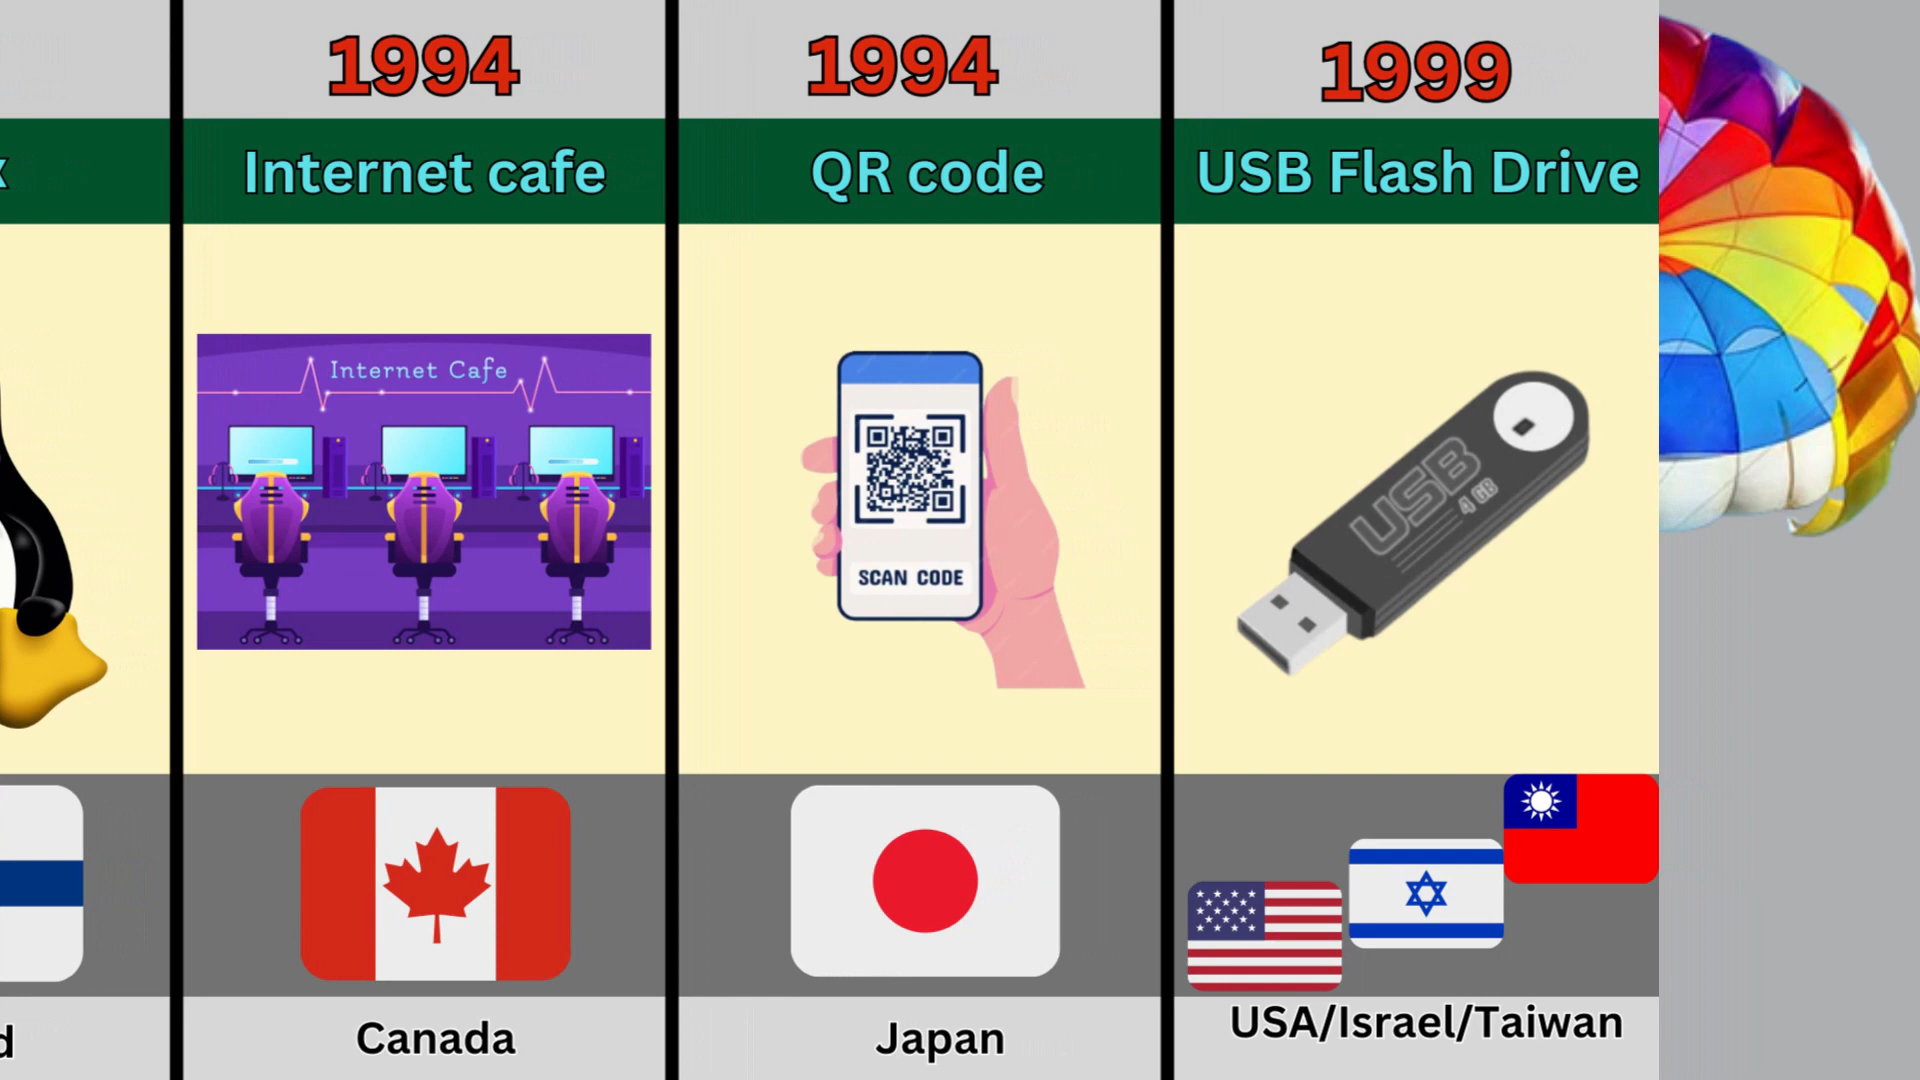 x
1994
1994
1999
Internet cafe
QR code
USB Flash Drive
Internet Cafe
SCAN CODE
USB
4 GB
d
Canada
Japan
USA/Israel/Taiwan